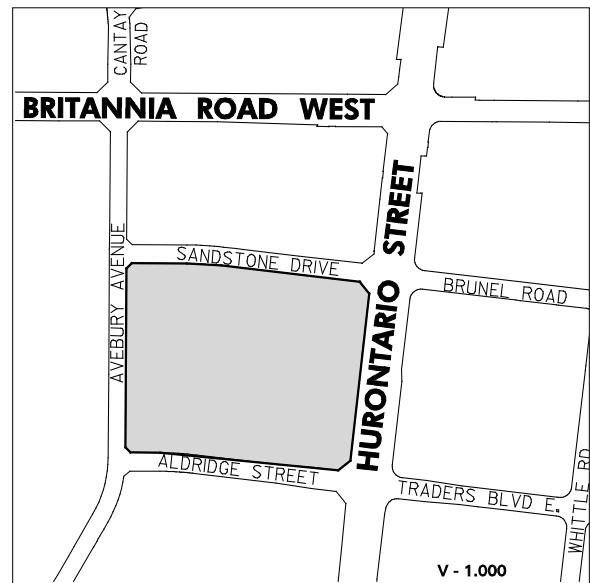 CANTAY
ROAD
BRITANNIA ROAD WEST
HURONTARIO STREET
AVEBURY AVENUE
SANDSTONE DRIVE
BRUNEL ROAD
ALDRIDGE STREET
TRADERS BLVD E.
WHITTLE RD
V - 1.000